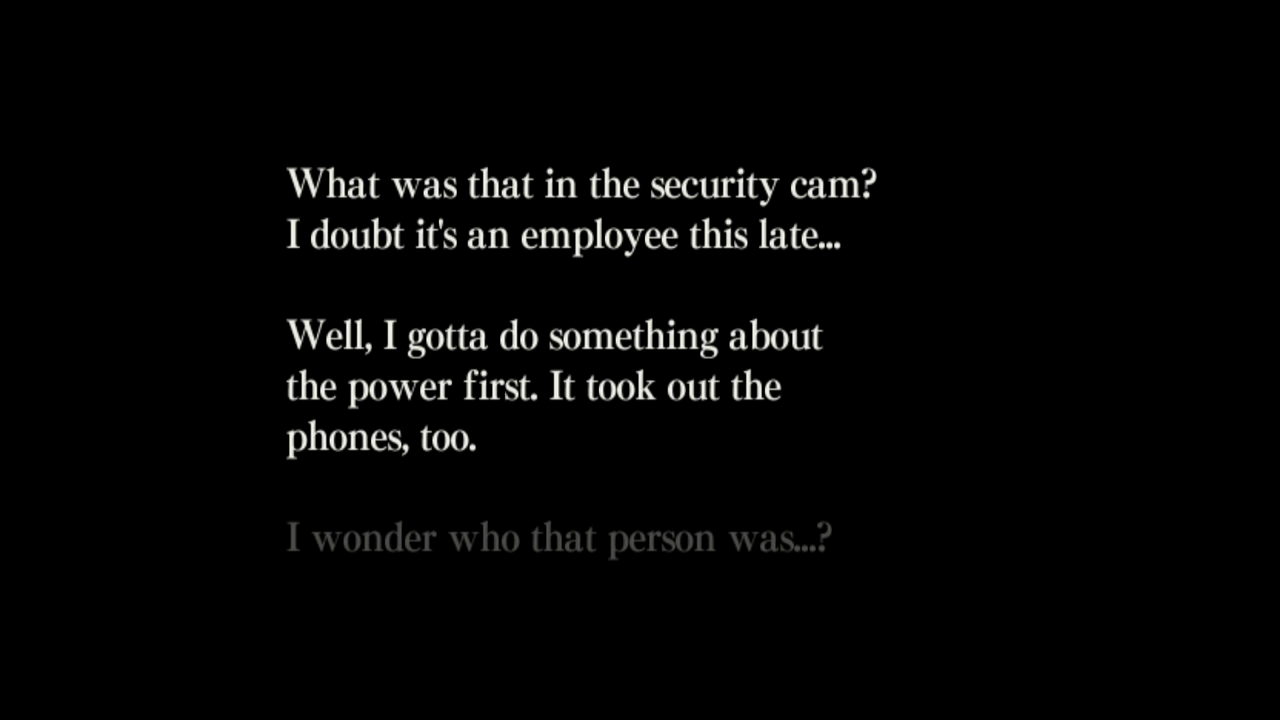 What was that in the security cam?
I doubt it's an employee this late...
Well, I gotta do something about
the power first. It took out the
phones, too.
I wonder who that person was...?